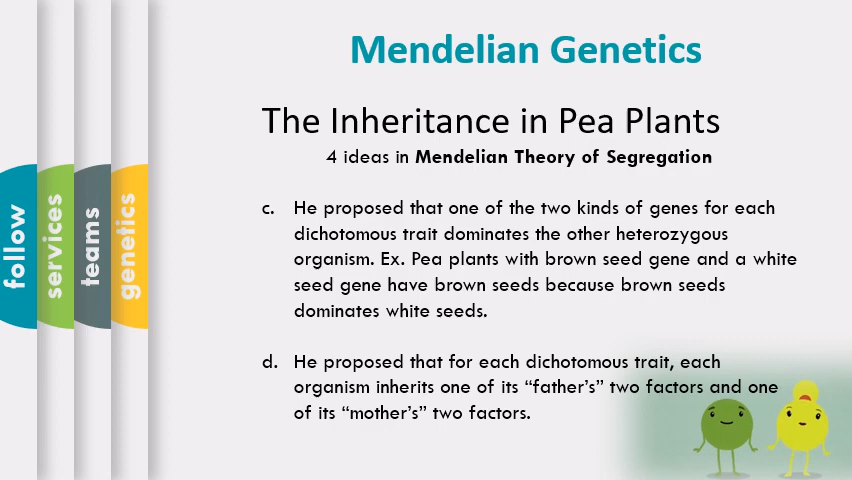 Mendelian Genetics
The Inheritance in Pea Plants
4 ideas in Mendelian Theory of Segregation
c. He proposed that one of the two kinds of genes for each
dichotomous trait dominates the other heterozygous
organism. Ex. Pea plants with brown seed gene and a white
seed gene have brown seeds because brown seeds
dominates white seeds.
d. He proposed that for each dichotomous trait, each
organism inherits one of its “father’s” two factors and one
of its “mother’s” two factors.
follow
services
teams
genetics